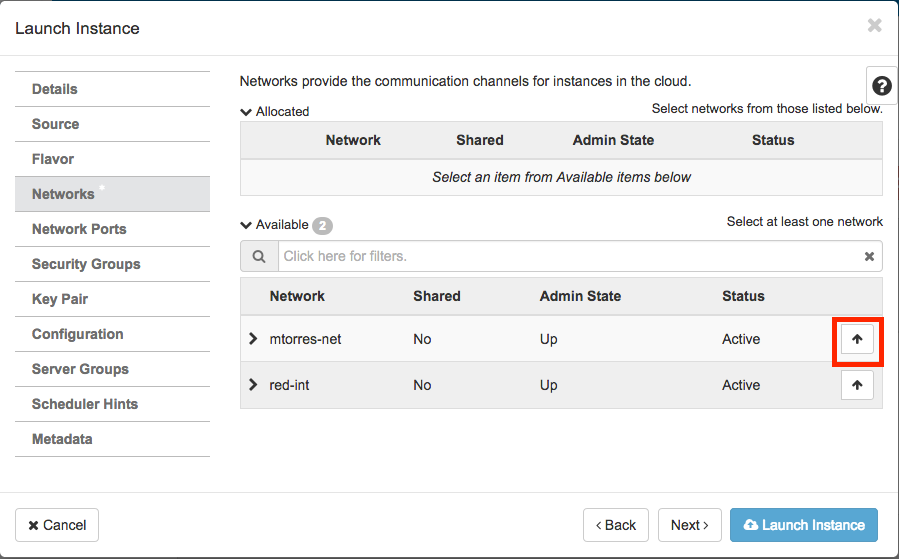 Launch Instance
Details
Source
Flavor
Networks *
Network Ports
Security Groups
Key Pair
Configuration
Server Groups
Scheduler Hints
Metadata
Networks provide the communication channels for instances in the cloud.
Allocated
Select networks from those listed below.
Network Shared Admin State Status
Select an item from Available items below
Available 2
Select at least one network
Click here for filters.
Network Shared Admin State Status
mtorres-net No Up Active
red-int No Up Active
Cancel
Back
Next
Launch Instance